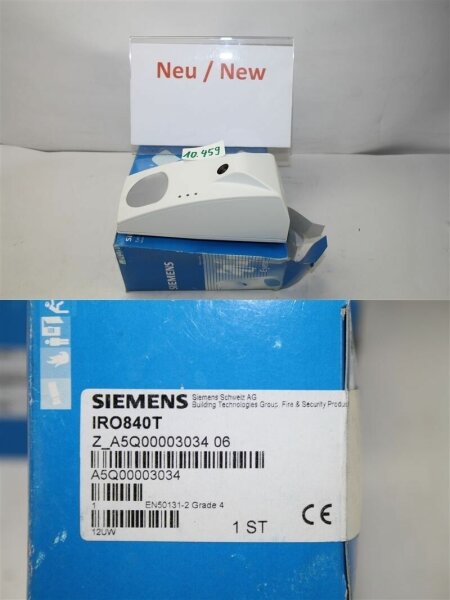 Neu / New
10.459
SIEMENS
SIEMENS Siemens Schweiz AG
Building Technologies Group, Fire & Security Produc
IRO840T
Z_A5Q00003034 06
A5Q00003034
1 EN50131-2 Grade 4
12UW 1 ST CE